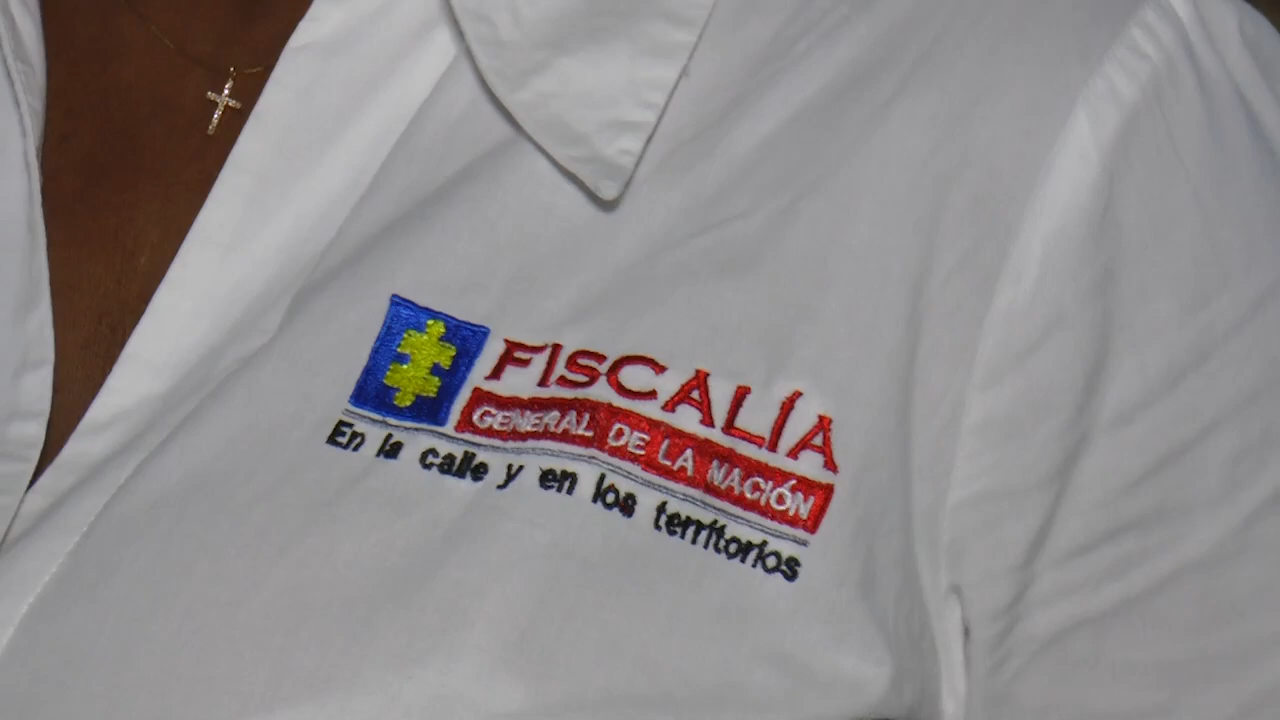 FISCALÍA
GENERAL DE LA NACIÓN
En la calle y en los territorios